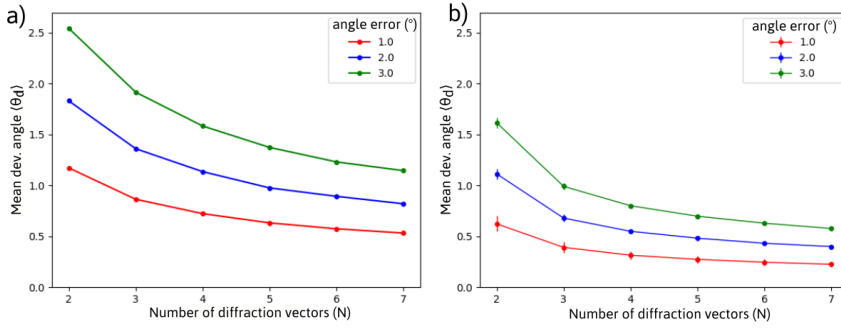 a)
angle error (°)
1.0
2.0
3.0
2.5
2.0
1.5
1.0
0.5
0.0
Mean dev. angle ⟨θd⟩
2 3 4 5 6 7
Number of diffraction vectors (N)
b)
angle error (°)
1.0
2.0
3.0
2.5
2.0
1.5
1.0
0.5
0.0
Mean dev. angle ⟨θd⟩
2 3 4 5 6 7
Number of diffraction vectors (N)